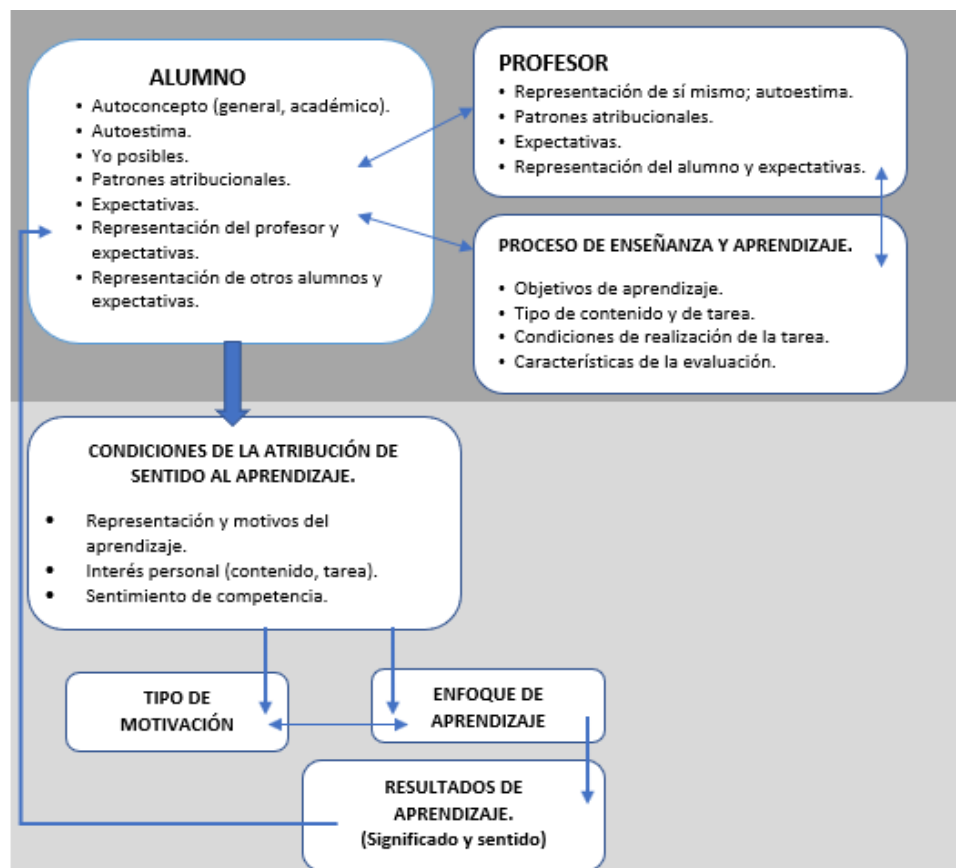 ALUMNO
• Autoconcepto (general, académico).
• Autoestima.
• Yo posibles.
• Patrones atribucionales.
• Expectativas.
• Representación del profesor y
expectativas.
• Representación de otros alumnos y
expectativas.
PROFESOR
• Representación de sí mismo; autoestima.
• Patrones atribucionales.
• Expectativas.
• Representación del alumno y expectativas.
PROCESO DE ENSEÑANZA Y APRENDIZAJE.
• Objetivos de aprendizaje.
• Tipo de contenido y de tarea.
• Condiciones de realización de la tarea.
• Características de la evaluación.
CONDICIONES DE LA ATRIBUCIÓN DE
SENTIDO AL APRENDIZAJE.
• Representación y motivos del
aprendizaje.
• Interés personal (contenido, tarea).
• Sentimiento de competencia.
TIPO DE
MOTIVACIÓN
ENFOQUE DE
APRENDIZAJE
RESULTADOS DE
APRENDIZAJE.
(Significado y sentido)